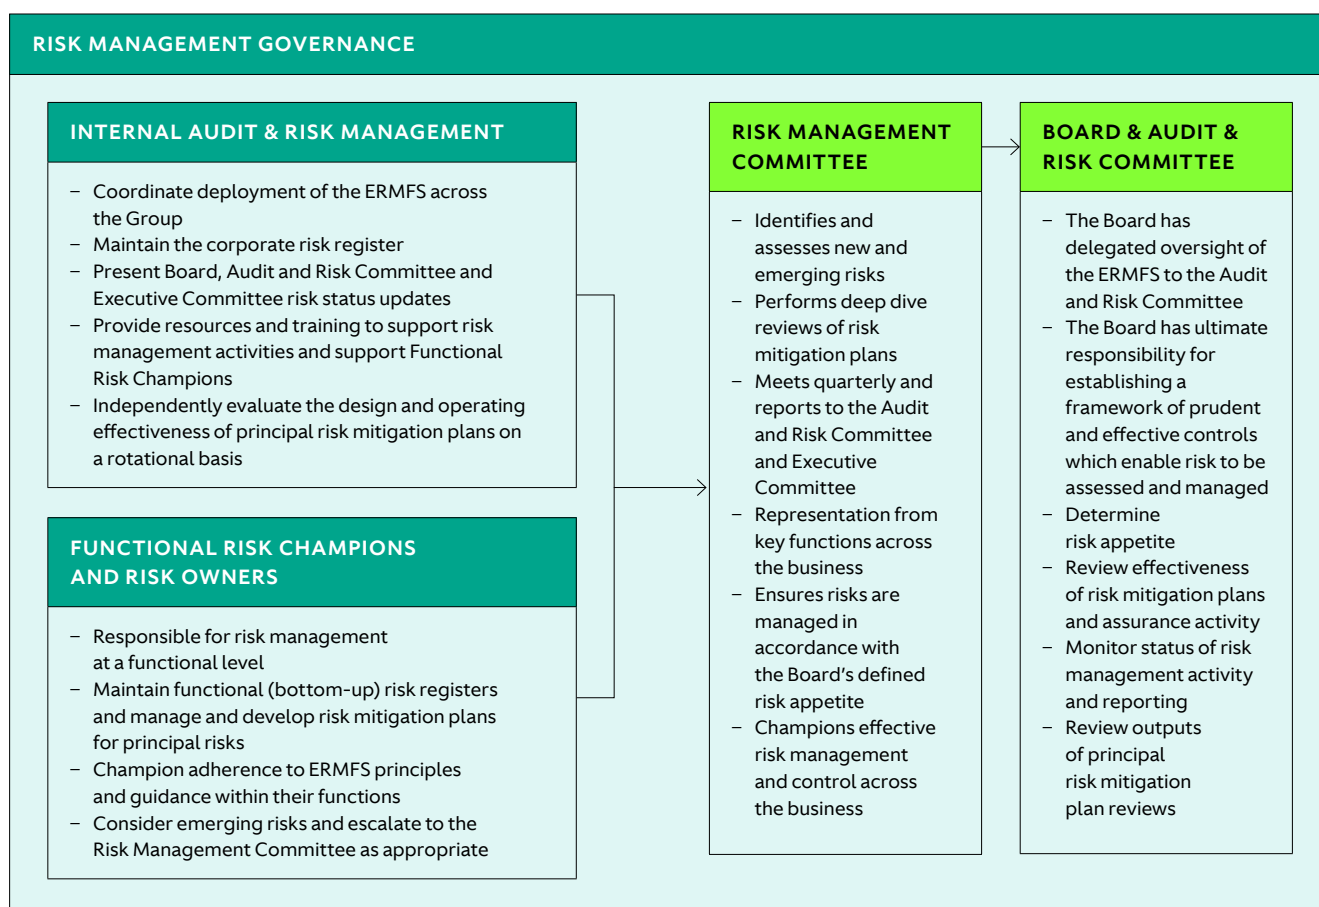 RISK MANAGEMENT GOVERNANCE
INTERNAL AUDIT & RISK MANAGEMENT
– Coordinate deployment of the ERMFS across
the Group
– Maintain the corporate risk register
– Present Board, Audit and Risk Committee and
Executive Committee risk status updates
– Provide resources and training to support risk
management activities and support Functional
Risk Champions
– Independently evaluate the design and operating
effectiveness of principal risk mitigation plans on
a rotational basis
FUNCTIONAL RISK CHAMPIONS
AND RISK OWNERS
– Responsible for risk management
at a functional level
– Maintain functional (bottom-up) risk registers
and manage and develop risk mitigation plans
for principal risks
– Champion adherence to ERMFS principles
and guidance within their functions
– Consider emerging risks and escalate to the
Risk Management Committee as appropriate
RISK MANAGEMENT
COMMITTEE
– Identifies and
assesses new and
emerging risks
– Performs deep dive
reviews of risk
mitigation plans
– Meets quarterly and
reports to the Audit
and Risk Committee
and Executive
Committee
– Representation from
key functions across
the business
– Ensures risks are
managed in
accordance with
the Board’s defined
risk appetite
– Champions effective
risk management
and control across
the business
BOARD & AUDIT &
RISK COMMITTEE
– The Board has
delegated oversight of
the ERMFS to the Audit
and Risk Committee
– The Board has ultimate
responsibility for
establishing a
framework of prudent
and effective controls
which enable risk to be
assessed and managed
– Determine
risk appetite
– Review effectiveness
of risk mitigation plans
and assurance activity
– Monitor status of risk
management activity
and reporting
– Review outputs
of principal
risk mitigation
plan reviews